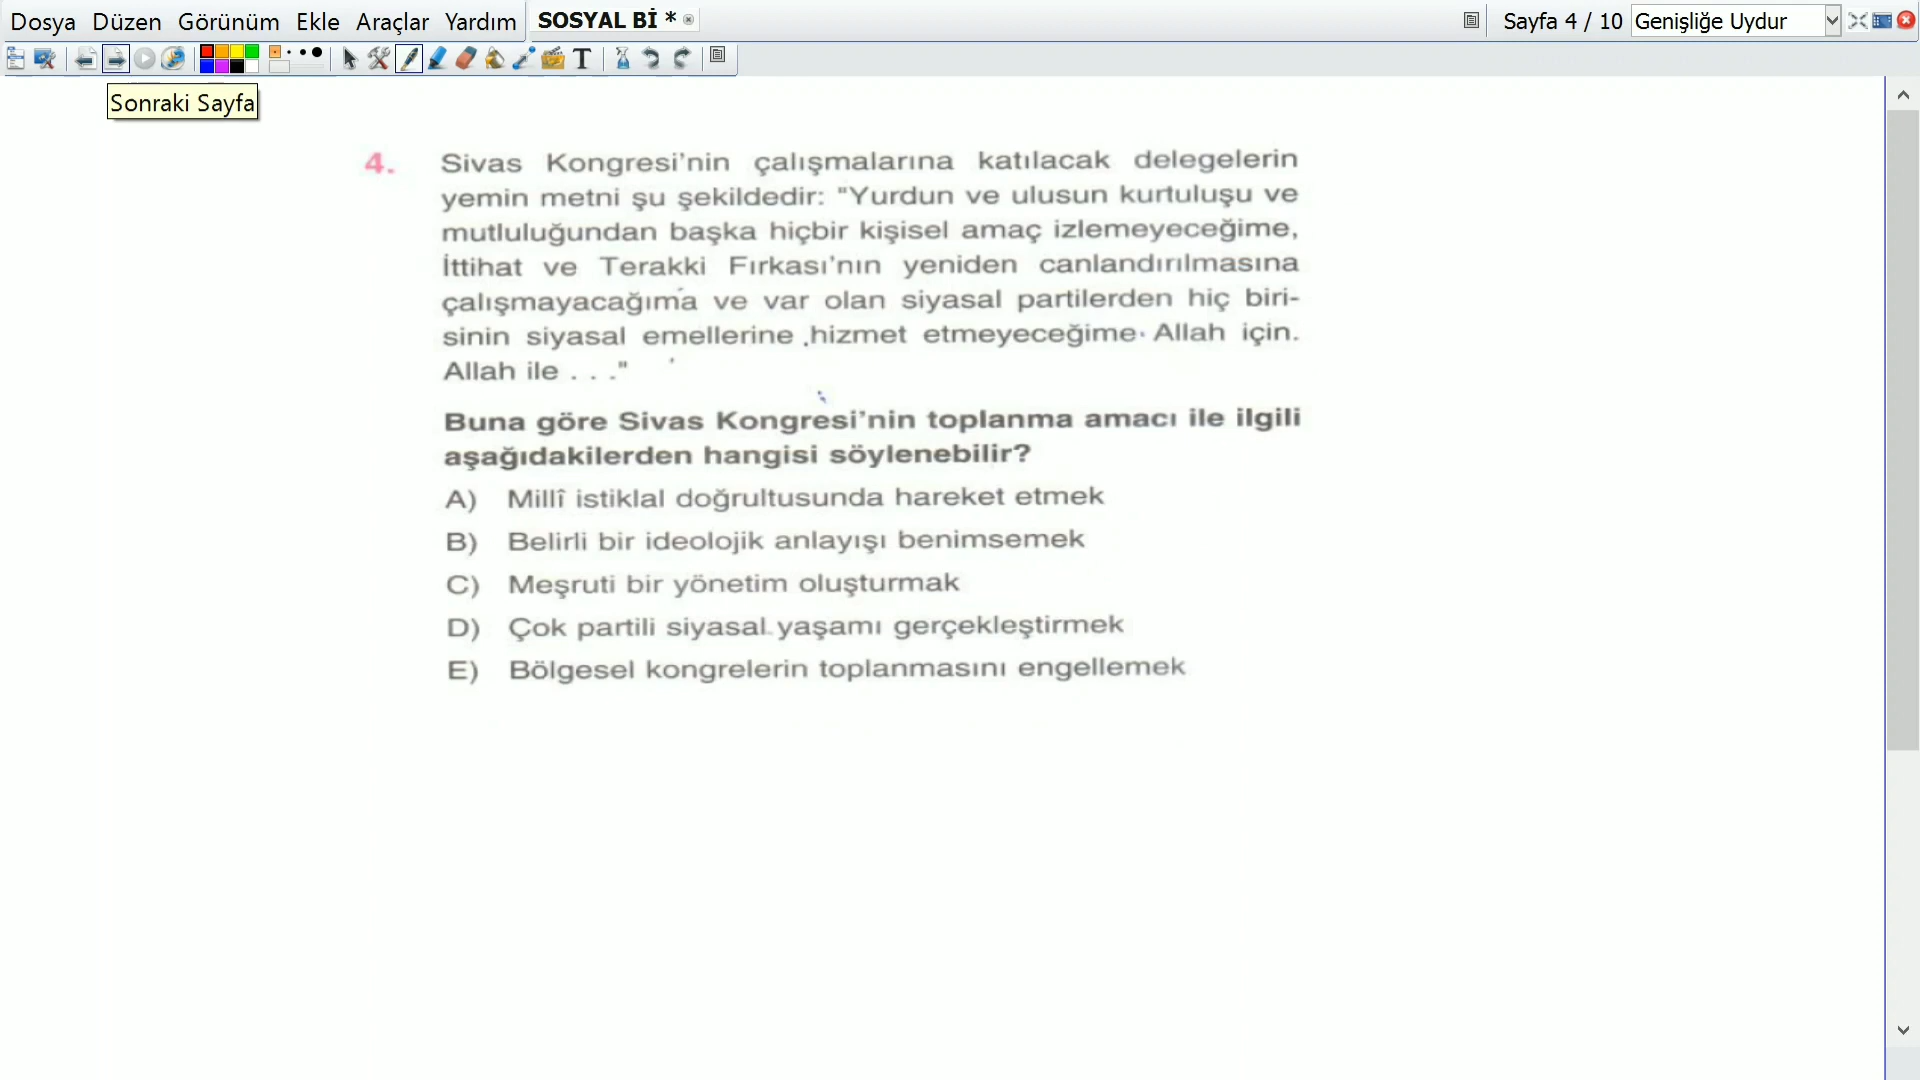 Dosya Düzen Görünüm Ekle Araçlar Yardım SOSYAL Bİ * Sayfa 4 / 10 Genişliğe Uydur
Sonraki Sayfa
4. Sivas Kongresi'nin çalışmalarına katılacak delegelerin
yemin metni şu şekildedir: "Yurdun ve ulusun kurtuluşu ve
mutluluğundan başka hiçbir kişisel amaç izlemeyeceğime,
İttihat ve Terakki Fırkası'nın yeniden canlandırılmasına
çalışmayacağıma ve var olan siyasal partilerden hiç biri-
sinin siyasal emellerine hizmet etmeyeceğime Allah için.
Allah ile . . ."
Buna göre Sivas Kongresi'nin toplanma amacı ile ilgili
aşağıdakilerden hangisi söylenebilir?
A) Millî istiklal doğrultusunda hareket etmek
B) Belirli bir ideolojik anlayışı benimsemek
C) Meşruti bir yönetim oluşturmak
D) Çok partili siyasal yaşamı gerçekleştirmek
E) Bölgesel kongrelerin toplanmasını engellemek